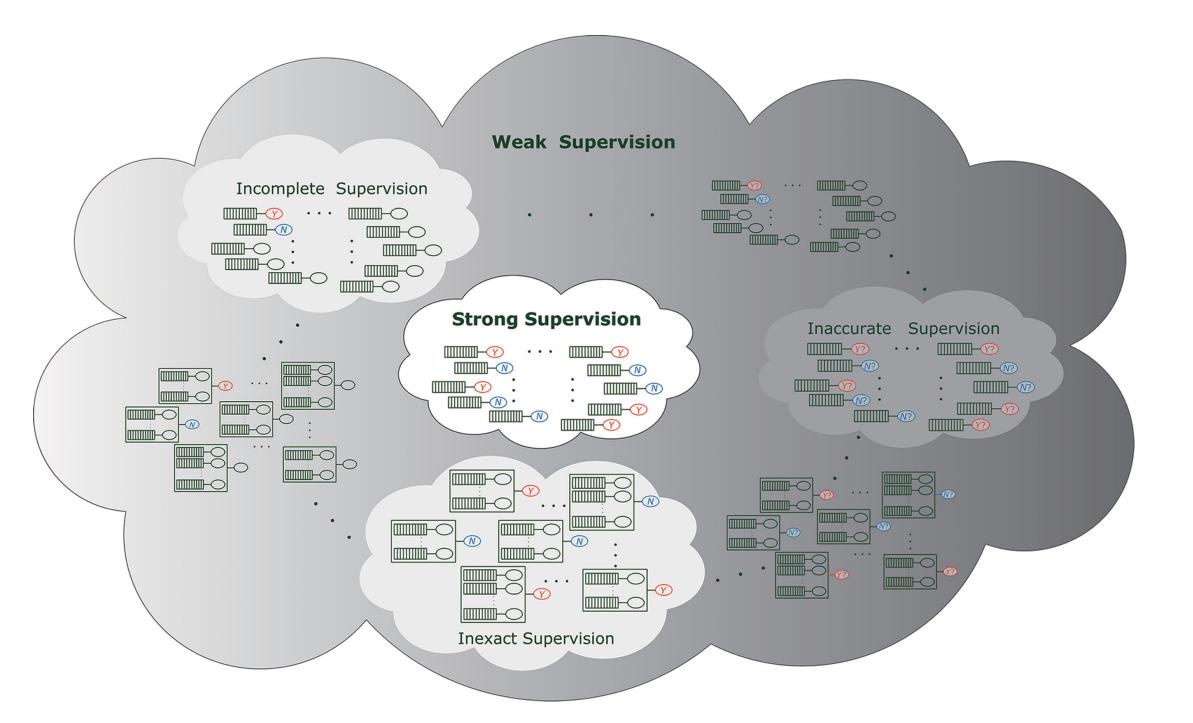 Weak Supervision
Incomplete Supervision
Y
N
Y?
N?
Strong Supervision
Y Y
N N
Y N
N Y
N Y
Inaccurate Supervision
Y? Y?
N? N?
Y? N?
N? Y?
N? Y?
Y
N
Y N
N N
Y Y
Inexact Supervision
Y? N?
N? N?
Y? Y?